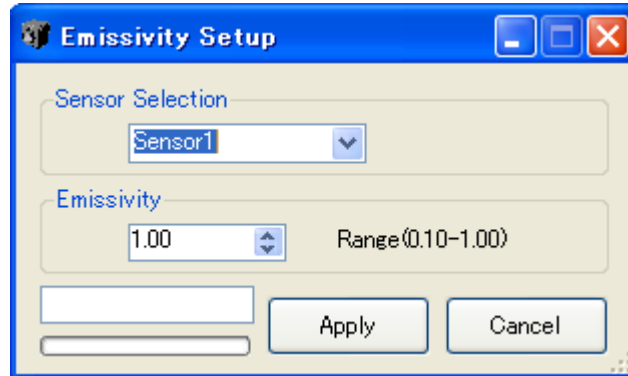 Emissivity Setup
Sensor Selection
Sensor1
Emissivity
1.00 Range(0.10-1.00)
Apply Cancel